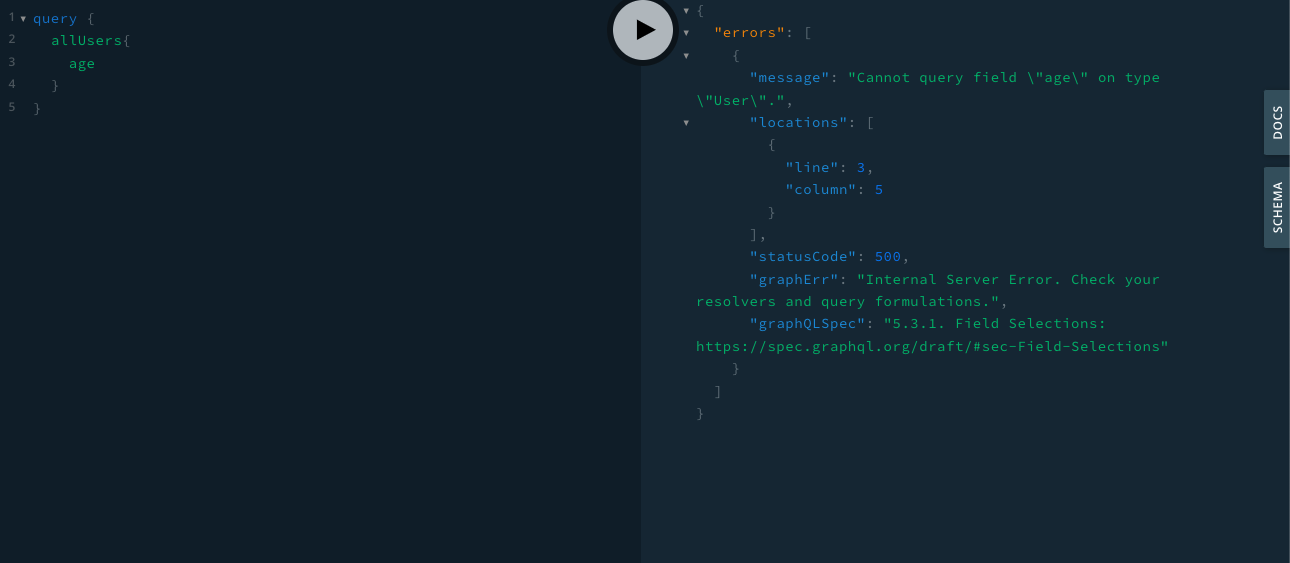 1 query {
2 allUsers{
3 age
4 }
5 }
{
"errors": [
{
"message": "Cannot query field \"age\" on type
\"User\".",
"locations": [
{
"line": 3,
"column": 5
}
],
"statusCode": 500,
"graphErr": "Internal Server Error. Check your
resolvers and query formulations.",
"graphQLSpec": "5.3.1. Field Selections:
https://spec.graphql.org/draft/#sec-Field-Selections"
}
]
}
DOCS
SCHEMA